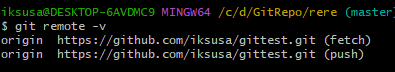 iksusa@DESKTOP-6AVDMC9 MINGW64 /c/d/GitRepo/rere (master)
$ git remote -v
origin  https://github.com/iksusa/gittest.git (fetch)
origin  https://github.com/iksusa/gittest.git (push)